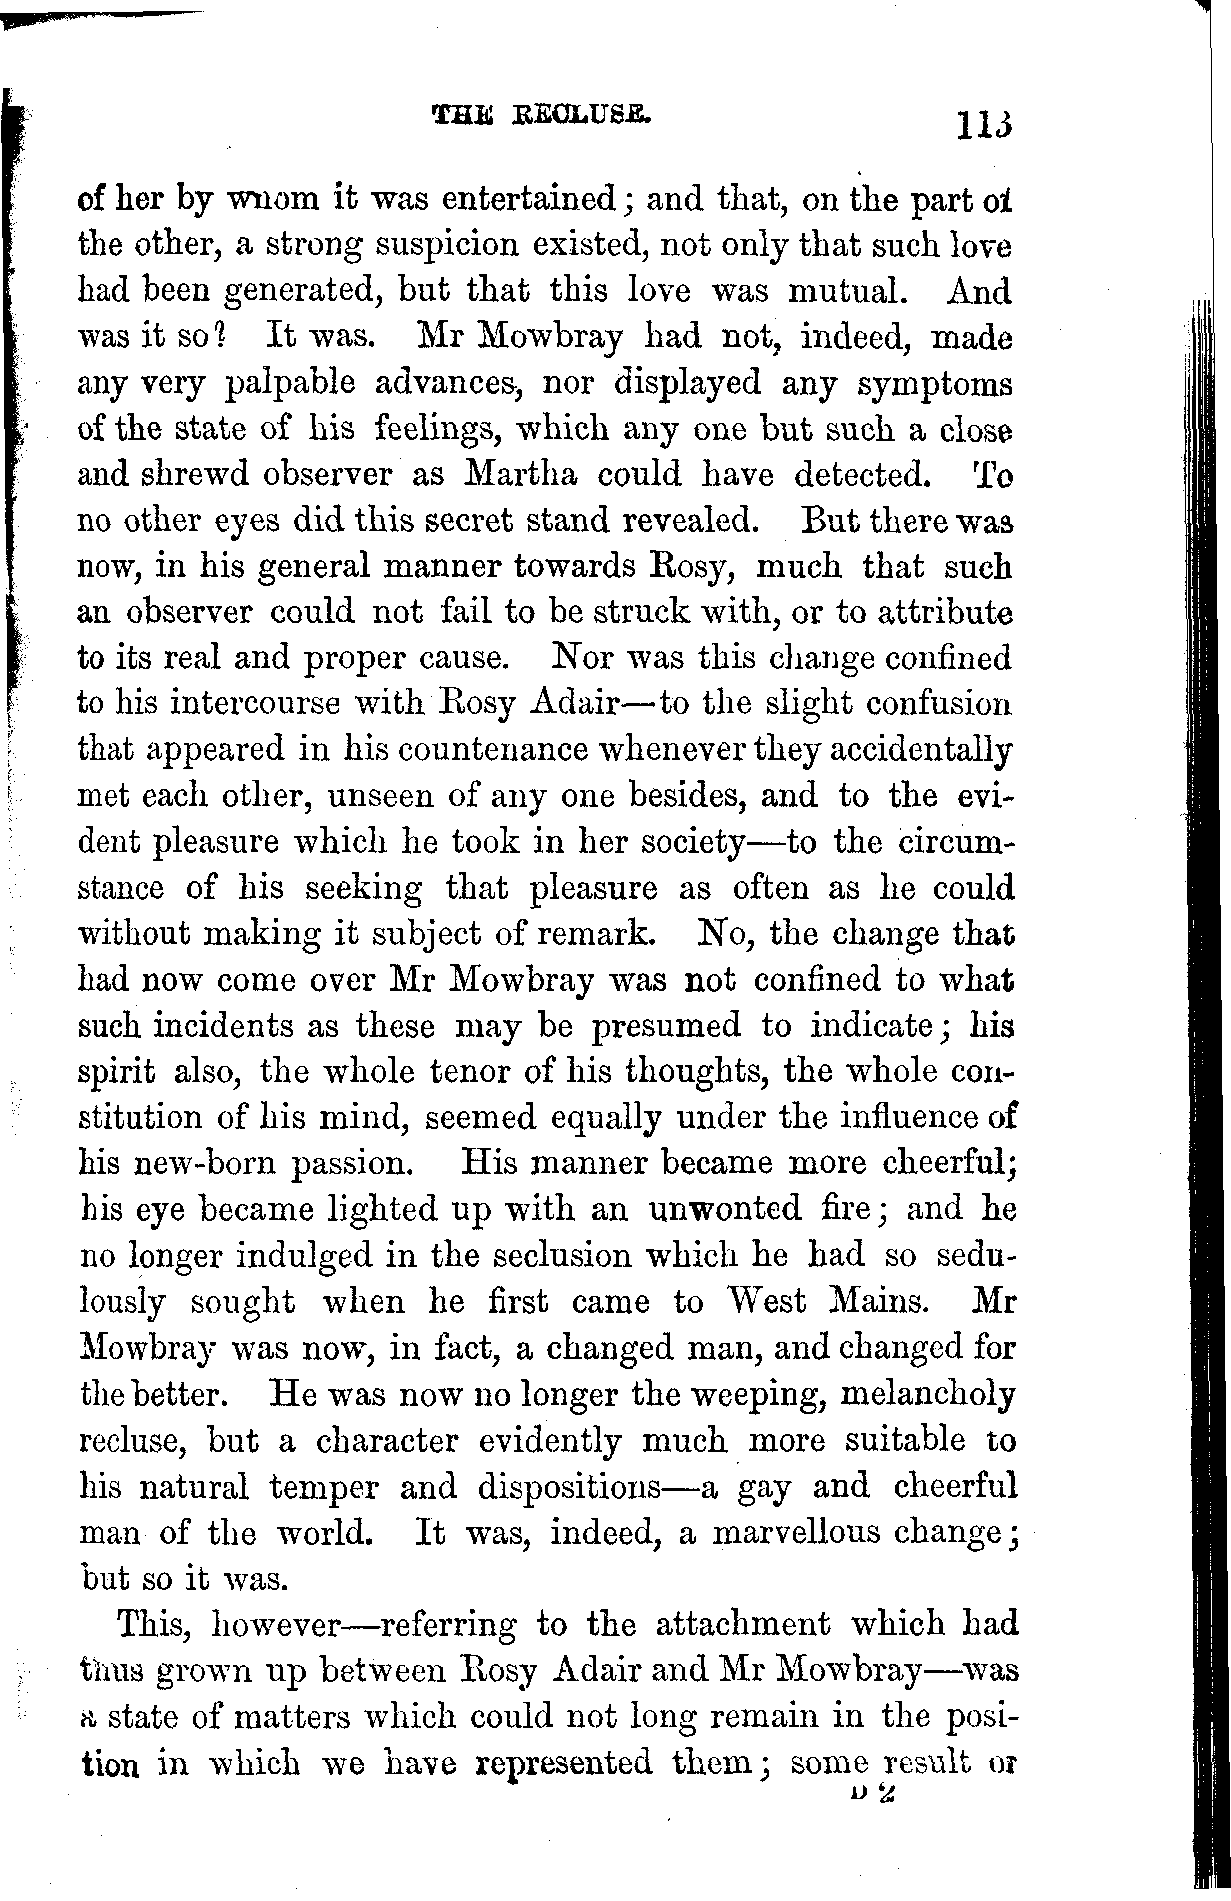 THE RECLUSE.
113
of her by whom it was entertained; and that, on the part of
the other, a strong suspicion existed, not only that such love
had been generated, but that this love was mutual. And
was it so? It was. Mr Mowbray had not, indeed, made
any very palpable advances, nor displayed any symptoms
of the state of his feelings, which any one but such a close
and shrewd observer as Martha could have detected. To
no other eyes did this secret stand revealed. But there was
now, in his general manner towards Rosy, much that such
an observer could not fail to be struck with, or to attribute
to its real and proper cause. Nor was this change confined
to his intercourse with Rosy Adair—to the slight confusion
that appeared in his countenance whenever they accidentally
met each other, unseen of any one besides, and to the evi-
dent pleasure which he took in her society—to the circum-
stance of his seeking that pleasure as often as he could
without making it subject of remark. No, the change that
had now come over Mr Mowbray was not confined to what
such incidents as these may be presumed to indicate; his
spirit also, the whole tenor of his thoughts, the whole con-
stitution of his mind, seemed equally under the influence of
his new-born passion. His manner became more cheerful;
his eye became lighted up with an unwonted fire; and he
no longer indulged in the seclusion which he had so sedu-
lously sought when he first came to West Mains. Mr
Mowbray was now, in fact, a changed man, and changed for
the better. He was now no longer the weeping, melancholy
recluse, but a character evidently much more suitable to
his natural temper and dispositions—a gay and cheerful
man of the world. It was, indeed, a marvellous change;
but so it was.
This, however—referring to the attachment which had
thus grown up between Rosy Adair and Mr Mowbray—was
a state of matters which could not long remain in the posi-
tion in which we have represented them; some result or
D 2